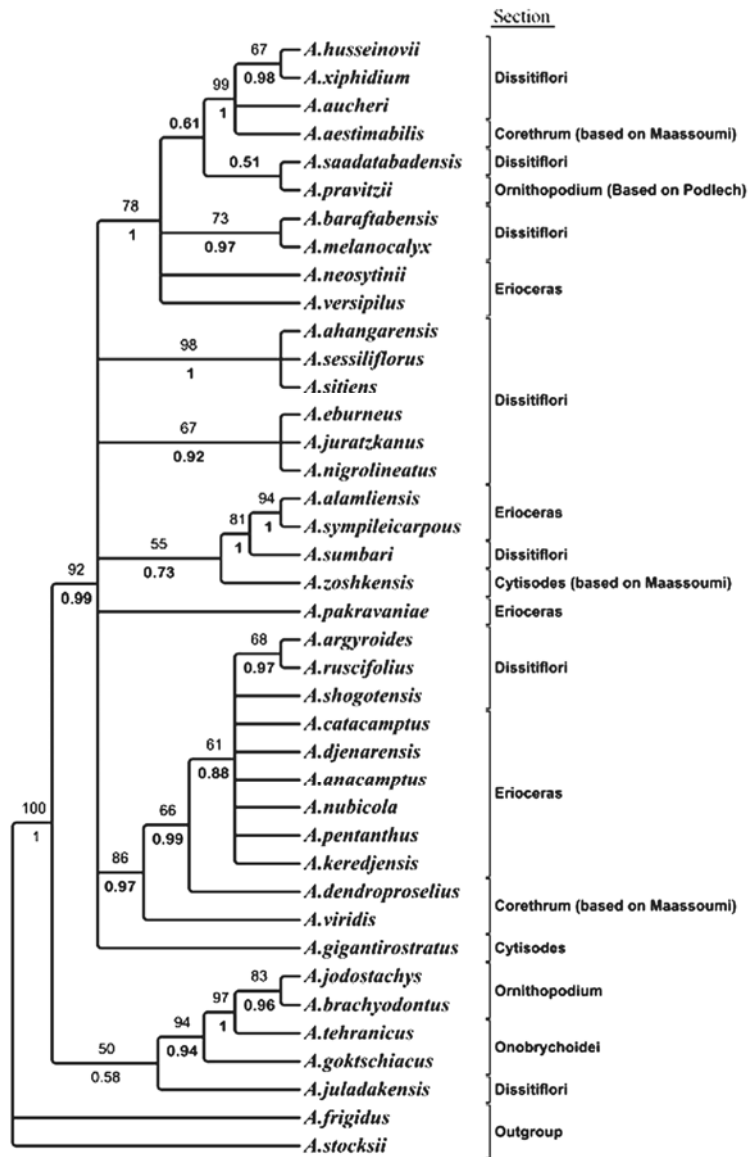 Section
67 A.husseinovii
99 0.98 A.xiphidium Dissitiflori
0.61 1 A.aucheri
A.aestimabilis Corethrum (based on Maassoumi)
0.51 A.saadatabadensis Dissitiflori
78 A.pravitzii Ornithopodium (Based on Podlech)
1 73 A.baraftabensis Dissitiflori
0.97 A.melanocalyx
A.neosytinii Erioceras
A.versipilus
A.ahangarensis
98 A.sessiliflorus
1 A.sitiens Dissitiflori
A.eburneus
67 A.juratzkanus
0.92 A.nigrolineatus
94 A.alamliensis Erioceras
81 1 A.sympileicarpous
55 1 A.sumbari Dissitiflori
92 0.73 A.zoshkensis Cytisodes (based on Maassoumi)
0.99 A.pakravaniae Erioceras
68 A.argyroides
0.97 A.ruscifolius Dissitiflori
A.shogotensis
A.catacamptus
61 A.djenarensis
0.88 A.anacamptus Erioceras
100 66 A.nubicola
1 0.99 A.pentanthus
86 A.keredjensis
0.97 A.dendroproselius Corethrum (based on Maassoumi)
A.viridis
A.gigantirostratus Cytisodes
83 A.jodostachys Ornithopodium
97 0.96 A.brachyodontus
94 1 A.tehranicus Onobrychoidei
50 0.94 A.goktschiacus
0.58 A.juladakensis Dissitiflori
A.frigidus Outgroup
A.stocksii